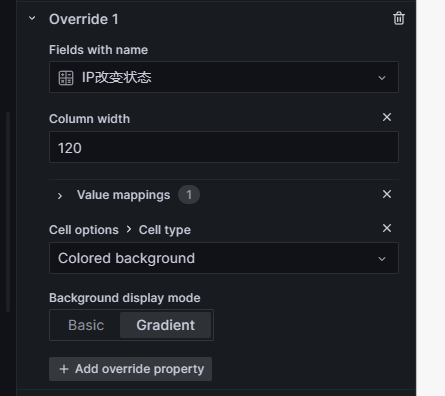 Override 1
Fields with name
IP改变状态
Column width
120
Value mappings 1
Cell options > Cell type
Colored background
Background display mode
Basic Gradient
+ Add override property